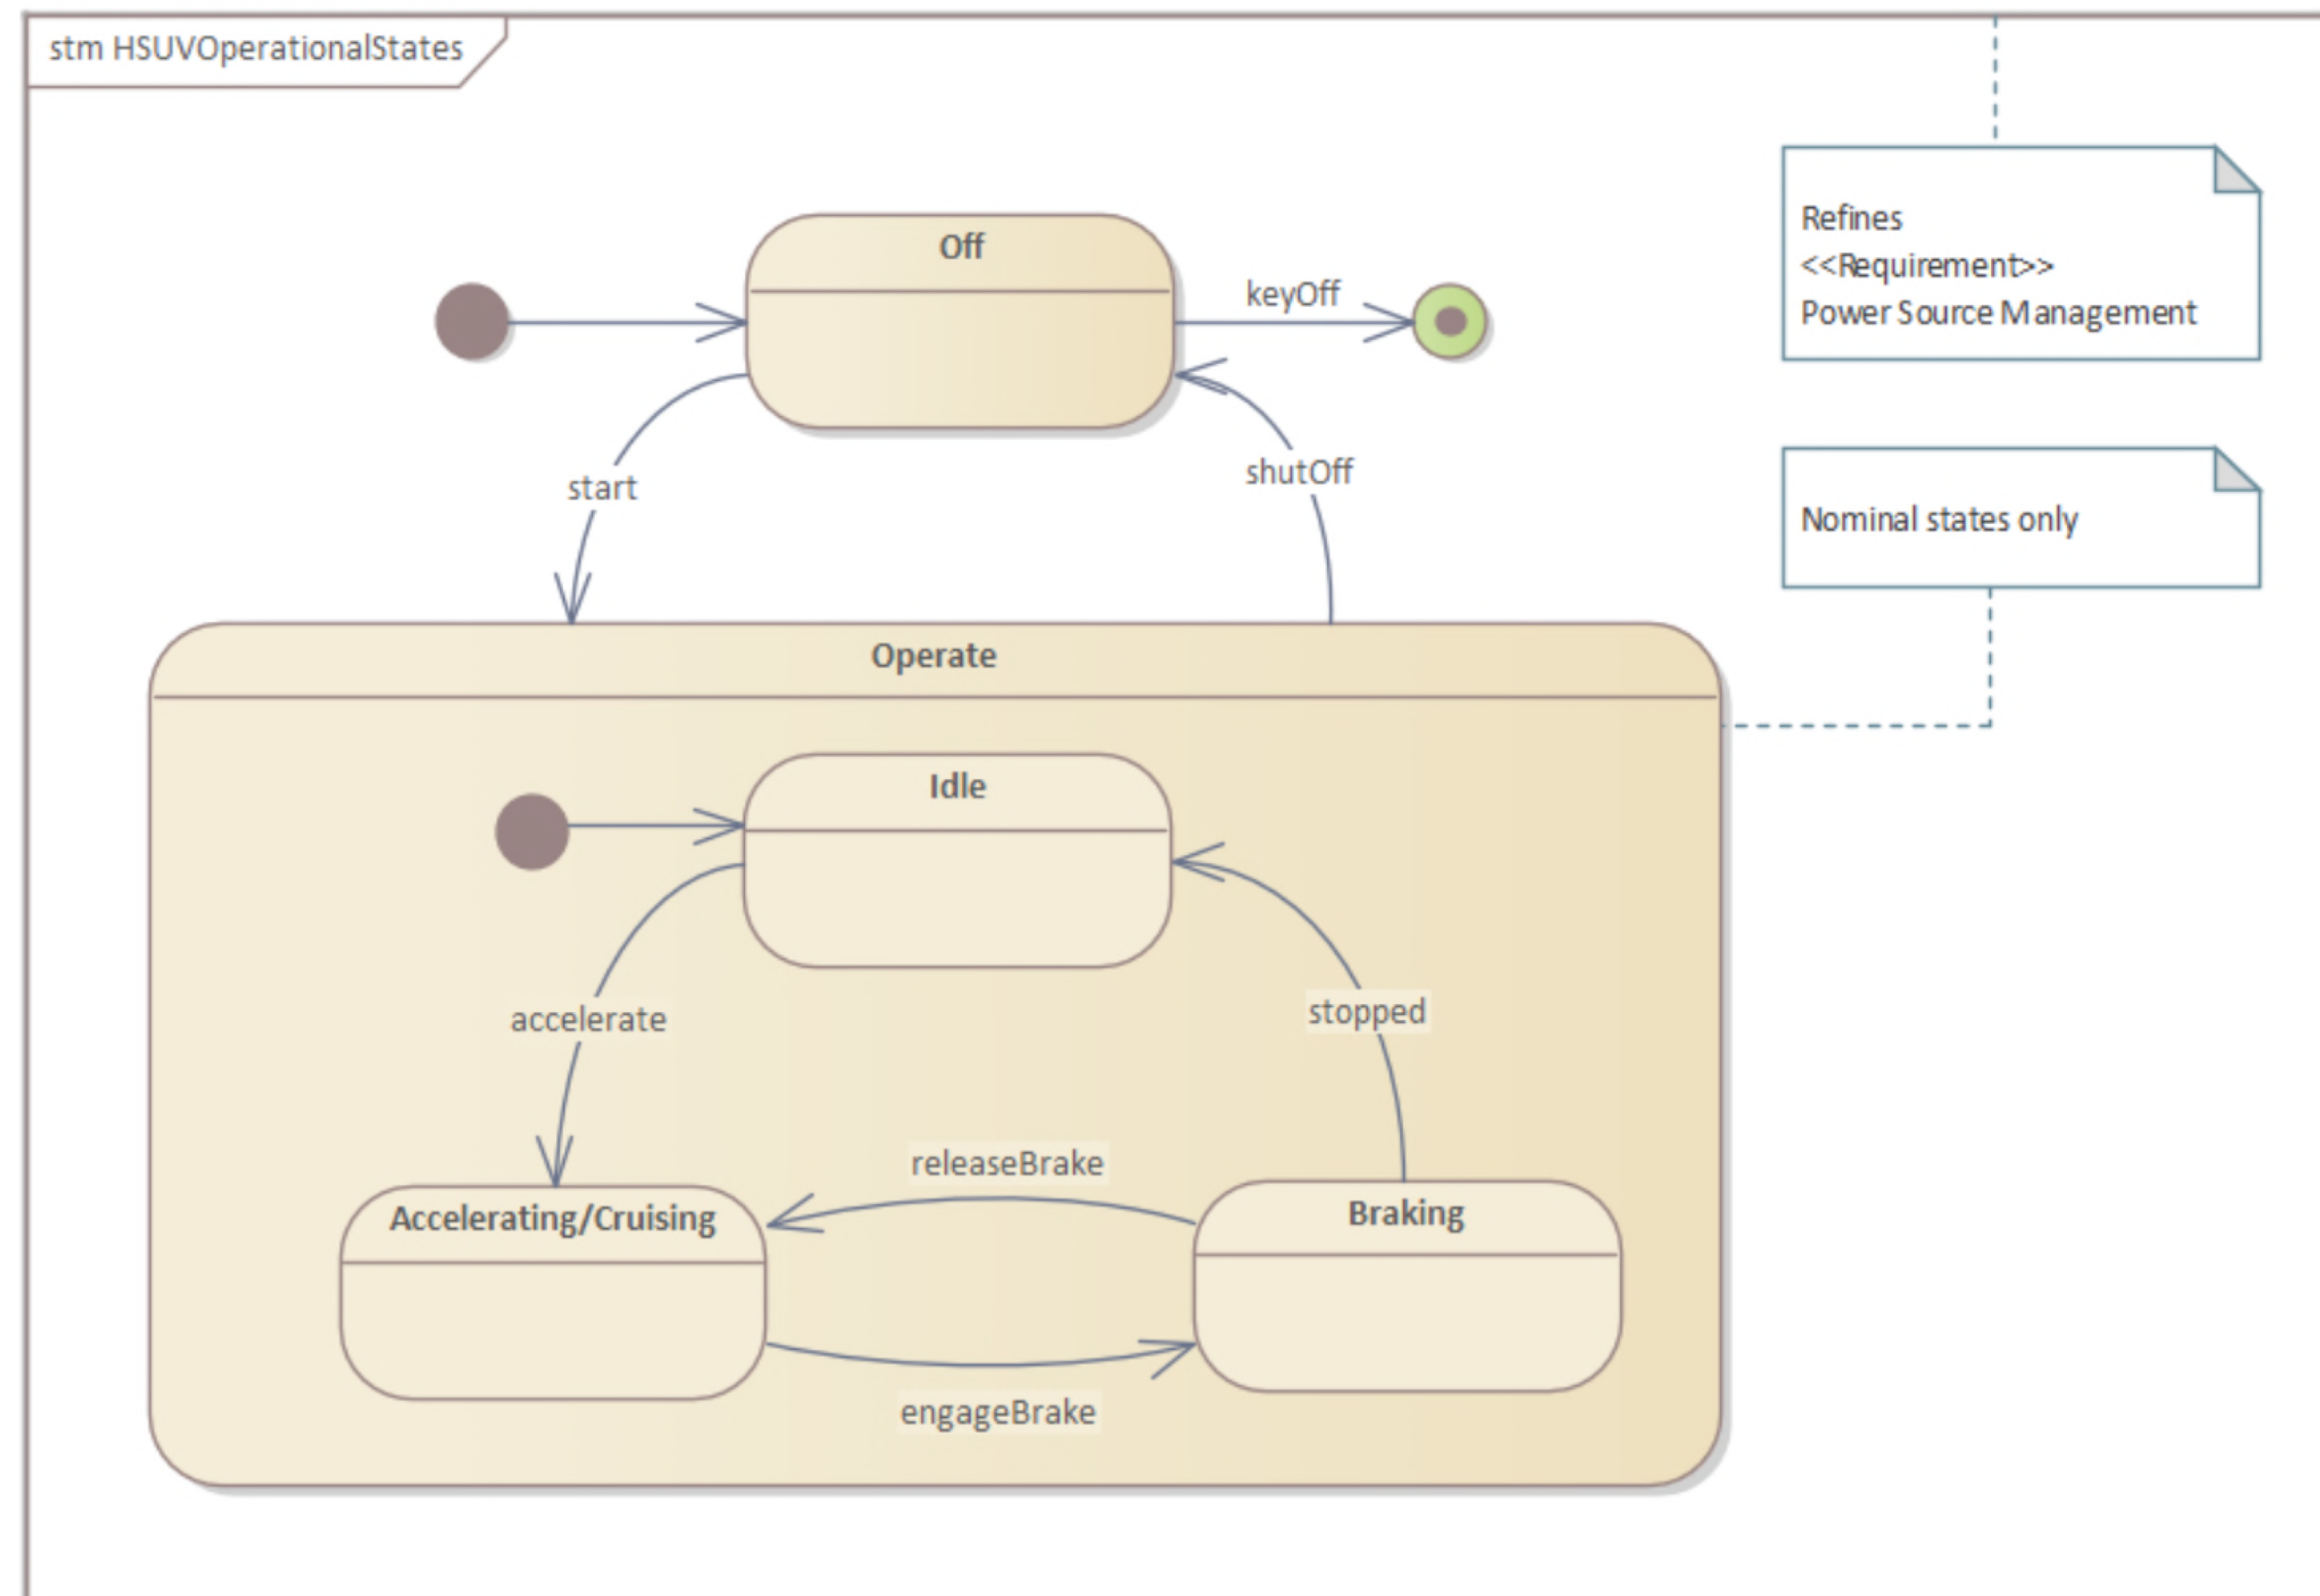 stm HSUVOperationalStates
Off
keyOff
Refines
<<Requirement>>
Power Source Management
start
shutOff
Nominal states only
Operate
Idle
accelerate
stopped
releaseBrake
Accelerating/Cruising
Braking
engageBrake